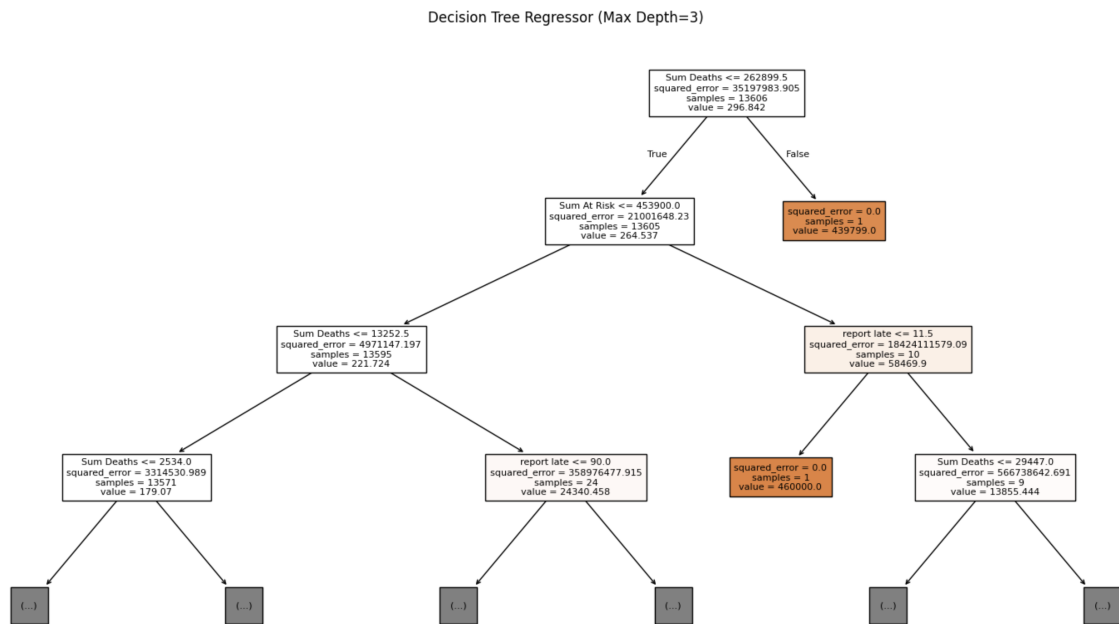 Decision Tree Regressor (Max Depth=3)
Sum Deaths <= 262899.5
squared_error = 35197983.905
samples = 13606
value = 296.842
True
False
Sum At Risk <= 453900.0
squared_error = 21001648.23
samples = 13605
value = 264.537
squared_error = 0.0
samples = 1
value = 439799.0
Sum Deaths <= 13252.5
squared_error = 4971147.197
samples = 13595
value = 221.724
report late <= 11.5
squared_error = 18424111579.09
samples = 10
value = 58469.9
Sum Deaths <= 2534.0
squared_error = 3314530.989
samples = 13571
value = 179.07
report late <= 90.0
squared_error = 358976477.915
samples = 24
value = 24340.458
squared_error = 0.0
samples = 1
value = 460000.0
Sum Deaths <= 29447.0
squared_error = 566738642.691
samples = 9
value = 13855.444
(...)
(...)
(...)
(...)
(...)
(...)